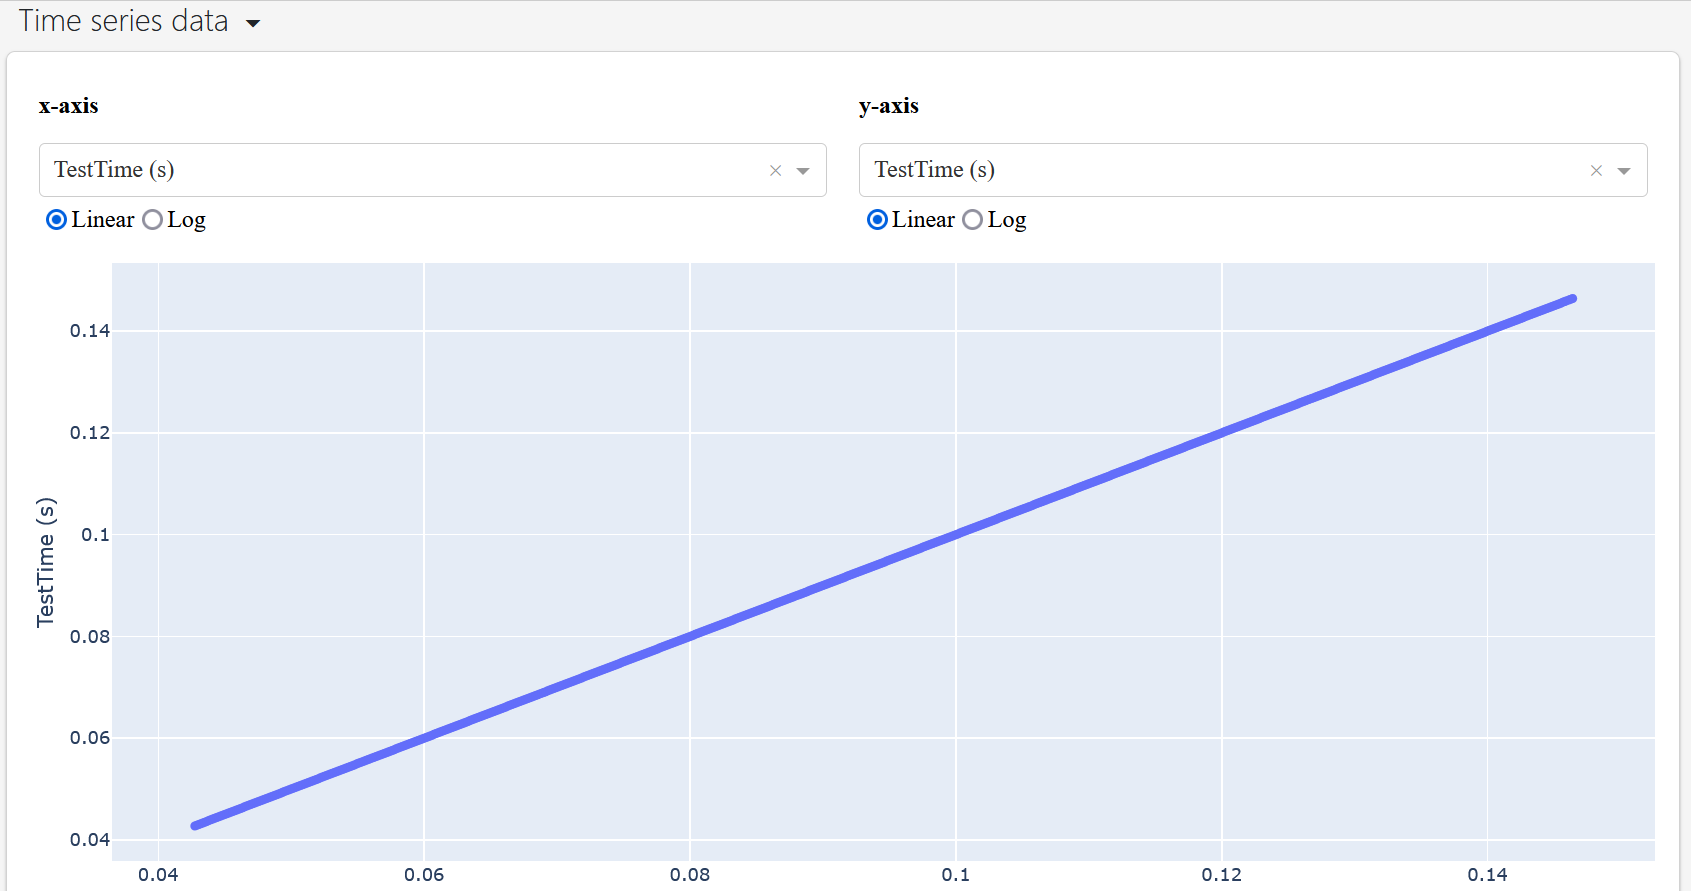 Time series data
x-axis
y-axis
TestTime (s)
TestTime (s)
Linear Log
Linear Log
0.14
0.12
0.1
0.08
0.06
0.04
TestTime (s)
0.04 0.06 0.08 0.1 0.12 0.14